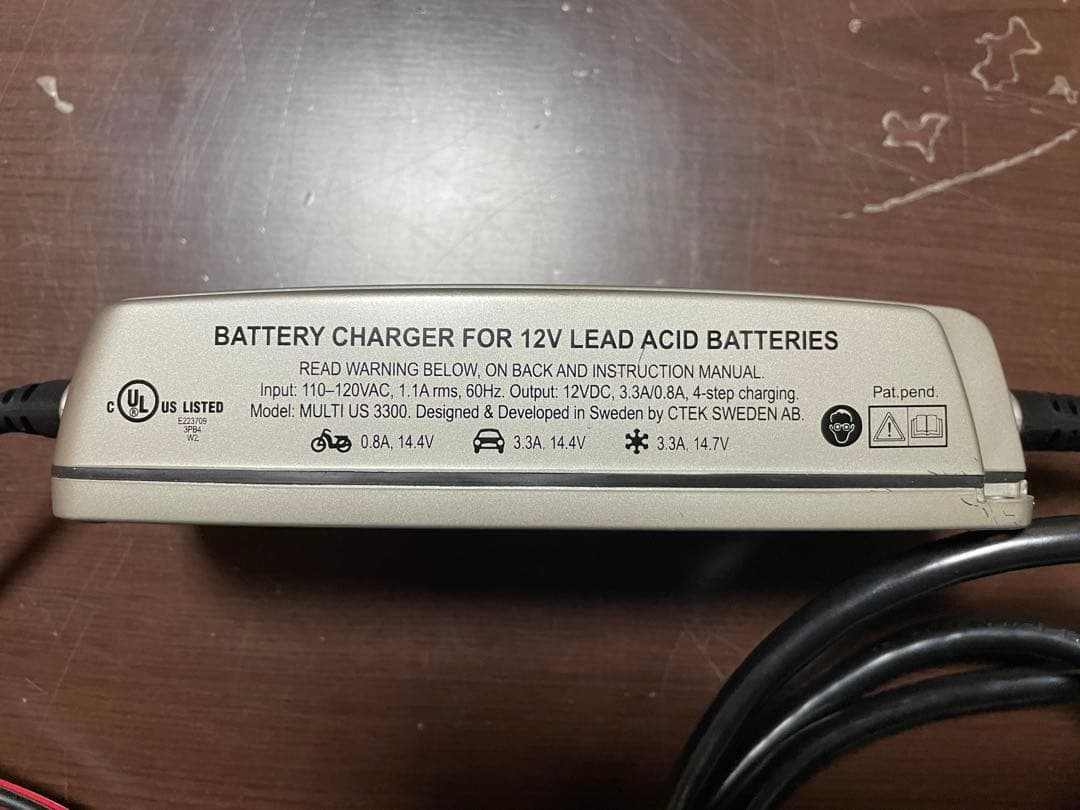 BATTERY CHARGER FOR 12V LEAD ACID BATTERIES
READ WARNING BELOW, ON BACK AND INSTRUCTION MANUAL.
Input: 110–120VAC, 1.1A rms, 60Hz. Output: 12VDC, 3.3A/0.8A, 4-step charging.
Model: MULTI US 3300. Designed & Developed in Sweden by CTEK SWEDEN AB.
0.8A, 14.4V 3.3A, 14.4V 3.3A, 14.7V
C UL ® US LISTED
E223709
3PB4
W2
Pat.pend.